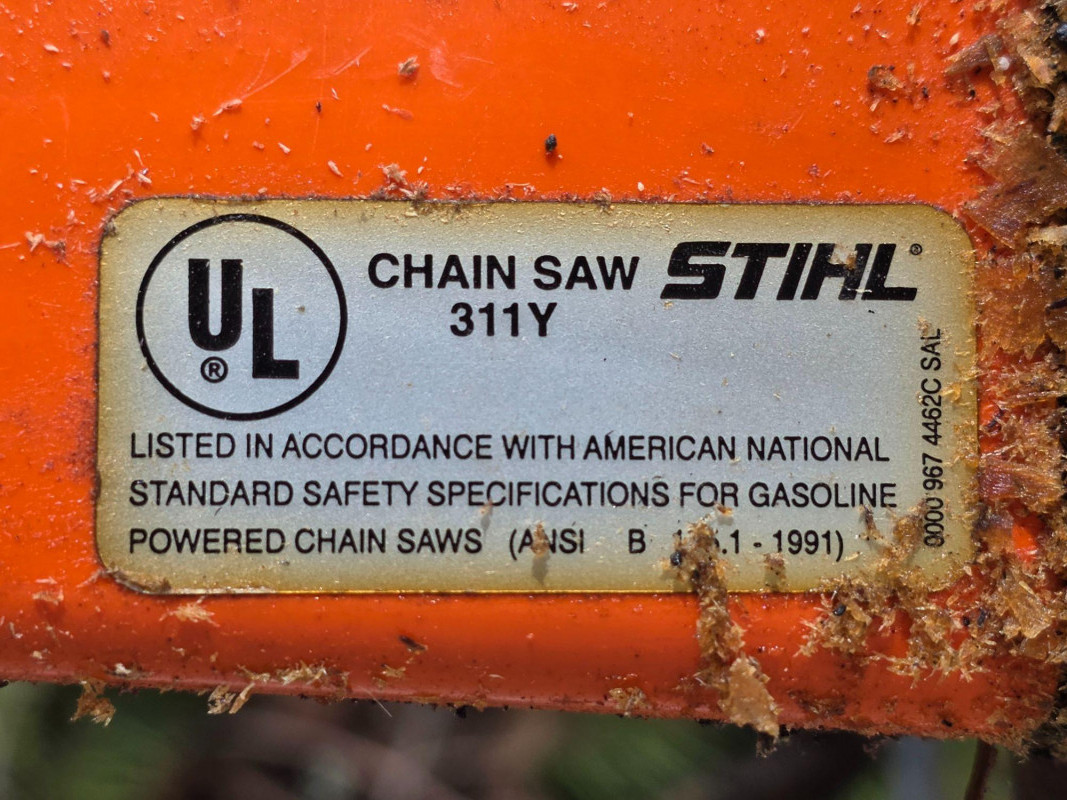 UL
®
CHAIN SAW STIHL®
311Y
LISTED IN ACCORDANCE WITH AMERICAN NATIONAL
STANDARD SAFETY SPECIFICATIONS FOR GASOLINE
POWERED CHAIN SAWS (ANSI B - 1991)
0000 967 4462C SAL